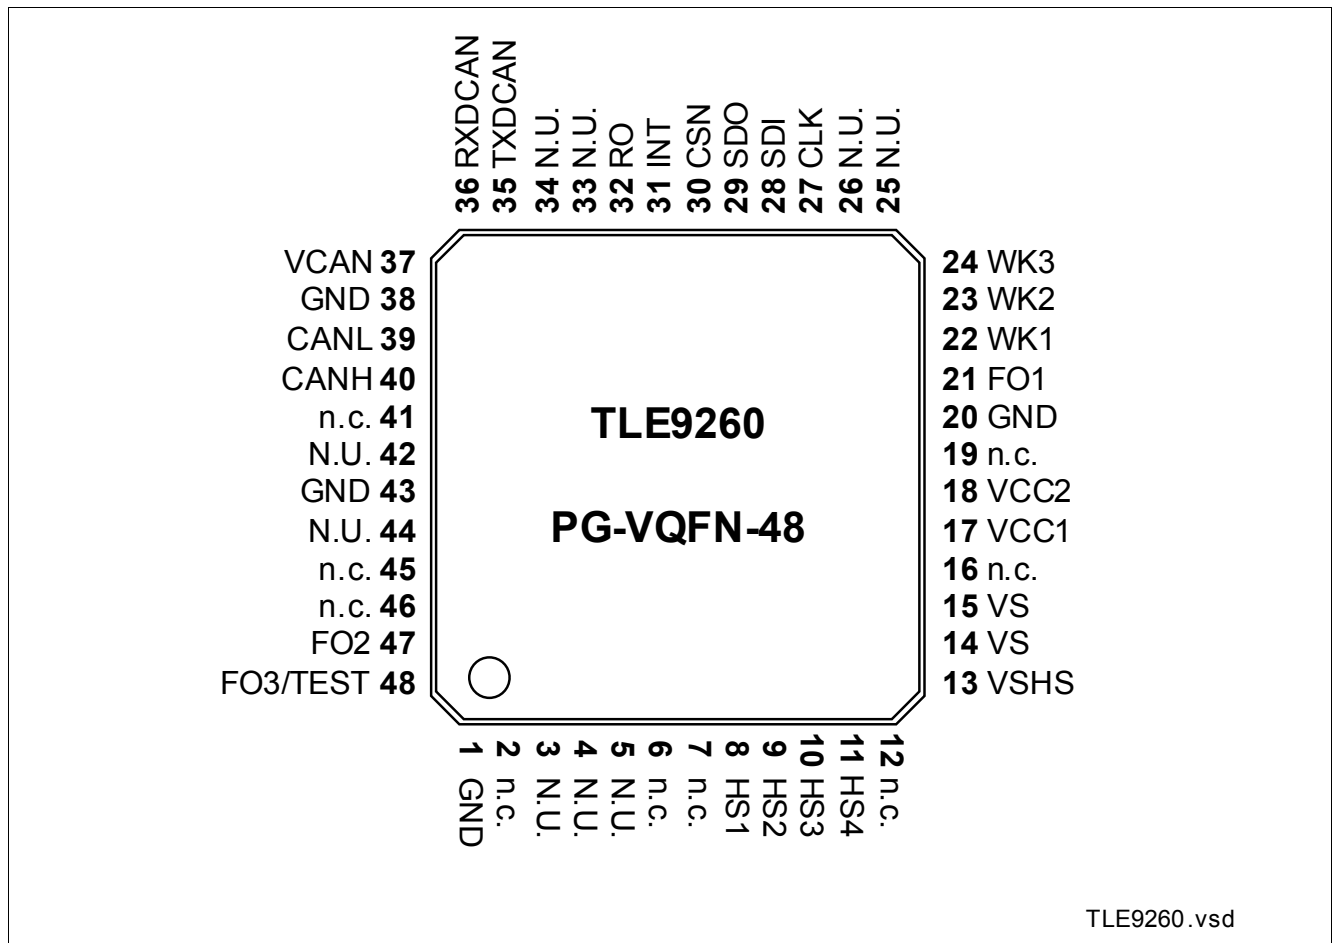 36 RXDCAN
35 TXDCAN
34 N.U.
33 N.U.
32 RO
31 INT
30 CSN
29 SDO
28 SDI
27 CLK
26 N.U.
25 N.U.
VCAN 37
GND 38
CANL 39
CANH 40
n.c. 41
N.U. 42
GND 43
N.U. 44
n.c. 45
n.c. 46
FO2 47
FO3/TEST 48
TLE9260
PG-VQFN-48
24 WK3
23 WK2
22 WK1
21 FO1
20 GND
19 n.c.
18 VCC2
17 VCC1
16 n.c.
15 VS
14 VS
13 VSHS
1 GND
2 n.c.
3 N.U.
4 N.U.
5 N.U.
6 n.c.
7 n.c.
8 HS1
9 HS2
10 HS3
11 HS4
12 n.c.
TLE9260.vsd